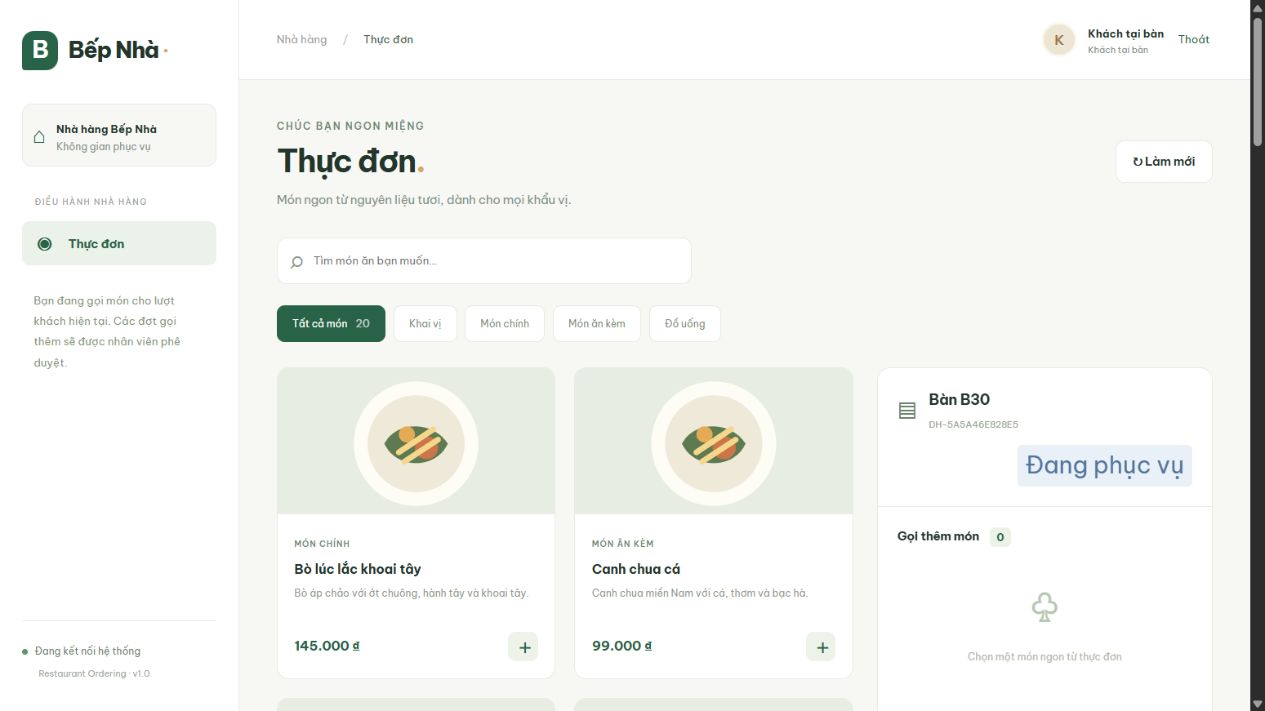 B Bếp Nhà
Nhà hàng Bếp Nhà
Không gian phục vụ
ĐIỀU HÀNH NHÀ HÀNG
Thực đơn
Bạn đang gọi món cho lượt
khách hiện tại. Các đợt gọi
thêm sẽ được nhân viên phê
duyệt.
Đang kết nối hệ thống
Restaurant Ordering · v1.0
Nhà hàng / Thực đơn
K
Khách tại bàn
Khách tại bàn
Thoát
CHÚC BẠN NGON MIỆNG
Thực đơn.
Món ngon từ nguyên liệu tươi, dành cho mọi khẩu vị.
↻ Làm mới
Tìm món ăn bạn muốn...
Tất cả món 20
Khai vị
Món chính
Món ăn kèm
Đồ uống
MÓN CHÍNH
Bò lúc lắc khoai tây
Bò áp chảo với ớt chuông, hành tây và khoai tây.
145.000 ₫
+
MÓN ĂN KÈM
Canh chua cá
Canh chua miền Nam với cá, thơm và bạc hà.
99.000 ₫
+
Bàn B30
DH-5A5A46E828E5
Đang phục vụ
Gọi thêm món 0
Chọn một món ngon từ thực đơn